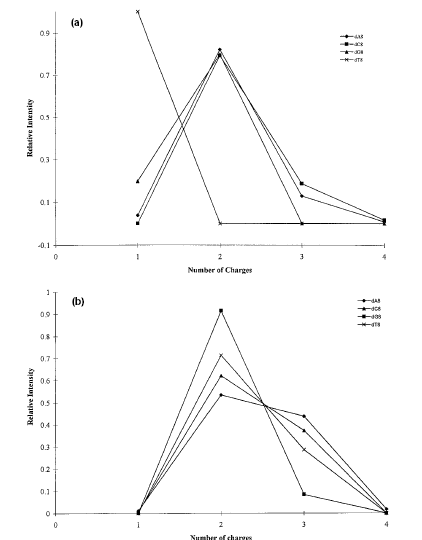 (a)
dA8
dC8
dG8
dT8
0.9
0.7
0.5
0.3
0.1
-0.1
Relative Intensity
0 1 2 3 4
Number of Charges
(b)
dA8
dC8
dG8
dT8
1
0.9
0.8
0.7
0.6
0.5
0.4
0.3
0.2
0.1
0
Relative Intensity
0 1 2 3 4
Number of charges